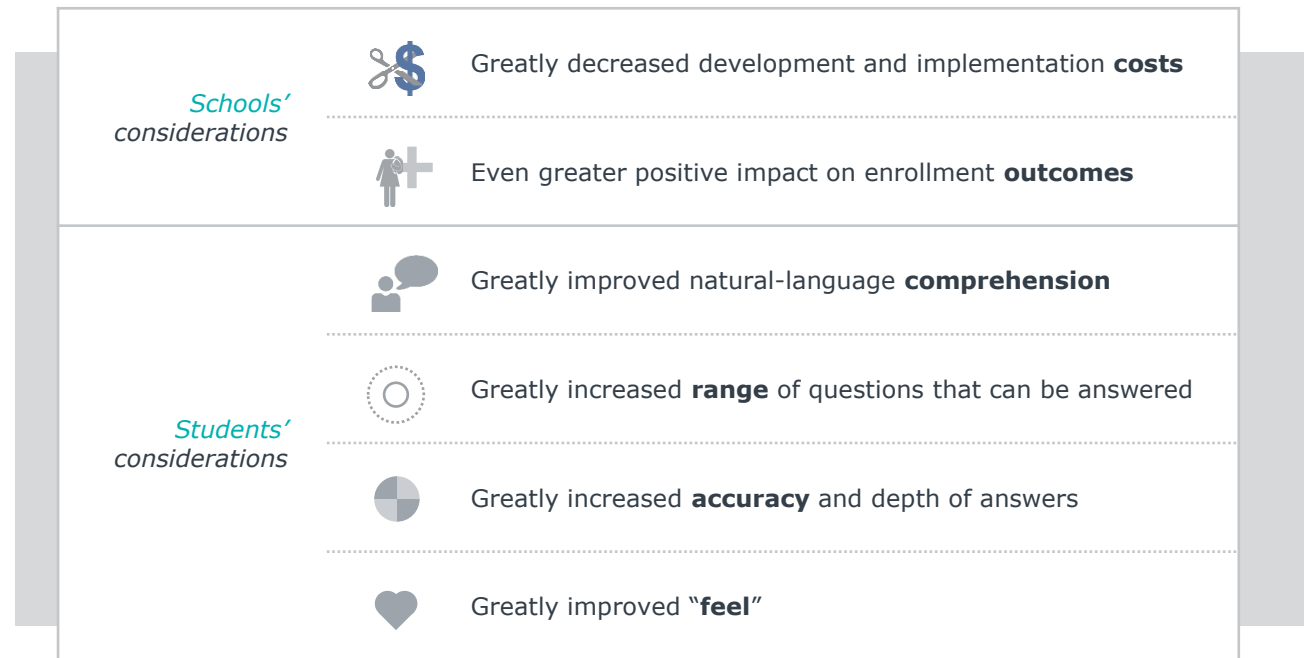 Schools’
considerations
Greatly decreased development and implementation costs
Even greater positive impact on enrollment outcomes
Students’
considerations
Greatly improved natural-language comprehension
Greatly increased range of questions that can be answered
Greatly increased accuracy and depth of answers
Greatly improved “feel”